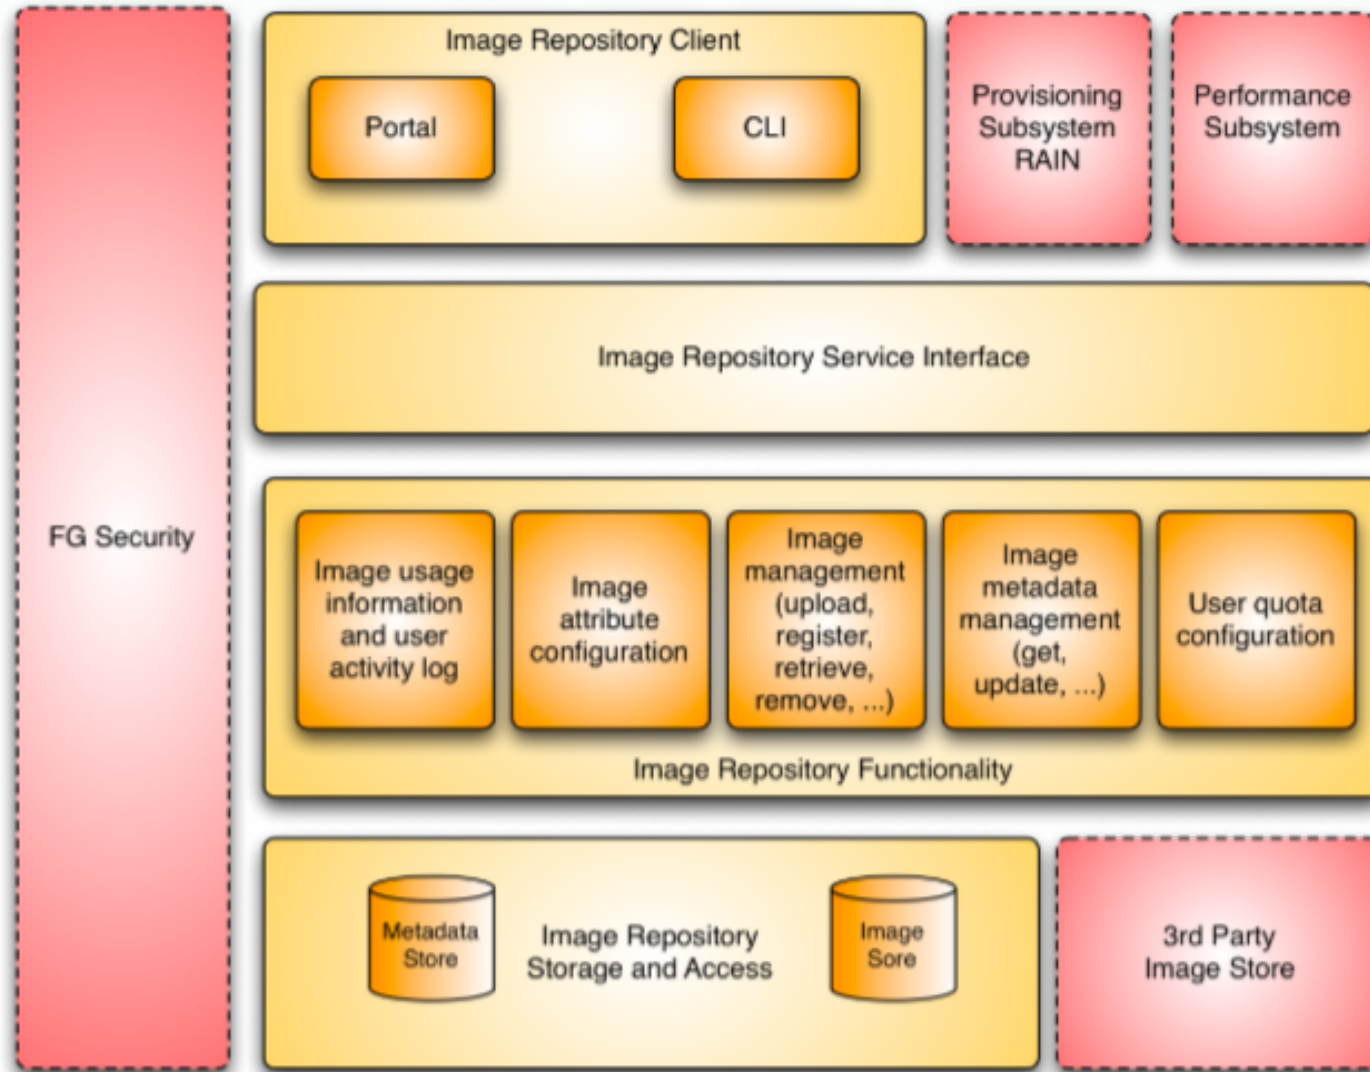 Image Repository Client
Portal
CLI
Provisioning
Subsystem
RAIN
Performance
Subsystem
Image Repository Service Interface
FG Security
Image usage
information
and user
activity log
Image
attribute
configuration
Image
management
(upload,
register,
retrieve,
remove, ...)
Image
metadata
management
(get,
update, ...)
User quota
configuration
Image Repository Functionality
Metadata
Store
Image Repository
Storage and Access
Image
Sore
3rd Party
Image Store